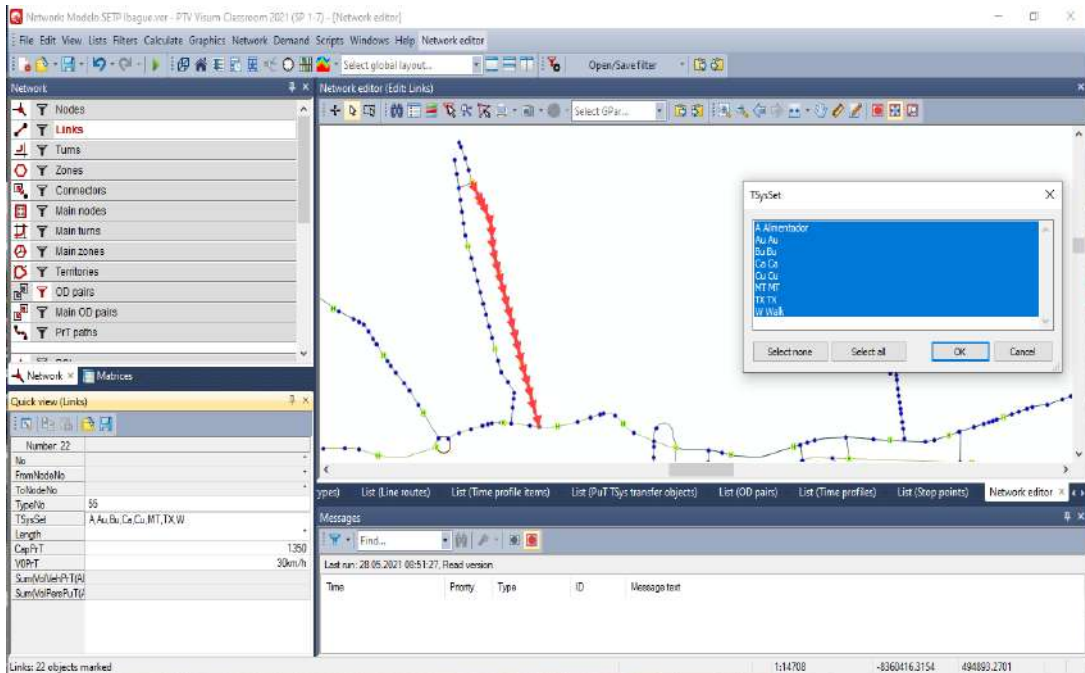 Network: Modelo SETP Ibague.ver - PTV Visum Classroom 2021 (SP 1-7) - [Network editor]
File Edit View Lists Filters Calculate Graphics Network Demand Scripts Windows Help Network editor
Select global layout...
Open/Save filter
Network
Nodes
Links
Turns
Zones
Connectors
Main nodes
Main turns
Main zones
Territories
OD pairs
Main OD pairs
PrT paths
Network
Matrices
Quick view (Links)
Number: 22
No
FromNodeNo
ToNodeNo
TypeNo 55
TSysSet A,Au,Bu,Ca,Cu,MT,TX,W
Length
CapPrT 1350
V0PrT 30km/h
Sum(VolVehPrT(A
Sum(VolPersPuT(
Links: 22 objects marked
Network editor (Edit: Links)
Select GPar...
TSysSet
A Alimentador
Au Au
Bu Bu
Ca Ca
Cu Cu
MT MT
TX TX
W Walk
Select none Select all OK Cancel
ypes) List (Line routes) List (Time profile items) List (PuT TSys transfer objects) List (OD pairs) List (Time profiles) List (Stop points) Network editor
Messages
Find...
Last run: 28.05.2021 08:51:27, Read version
Time Priority Type ID Message text
1:14708 -8360416.3154 494893.2701